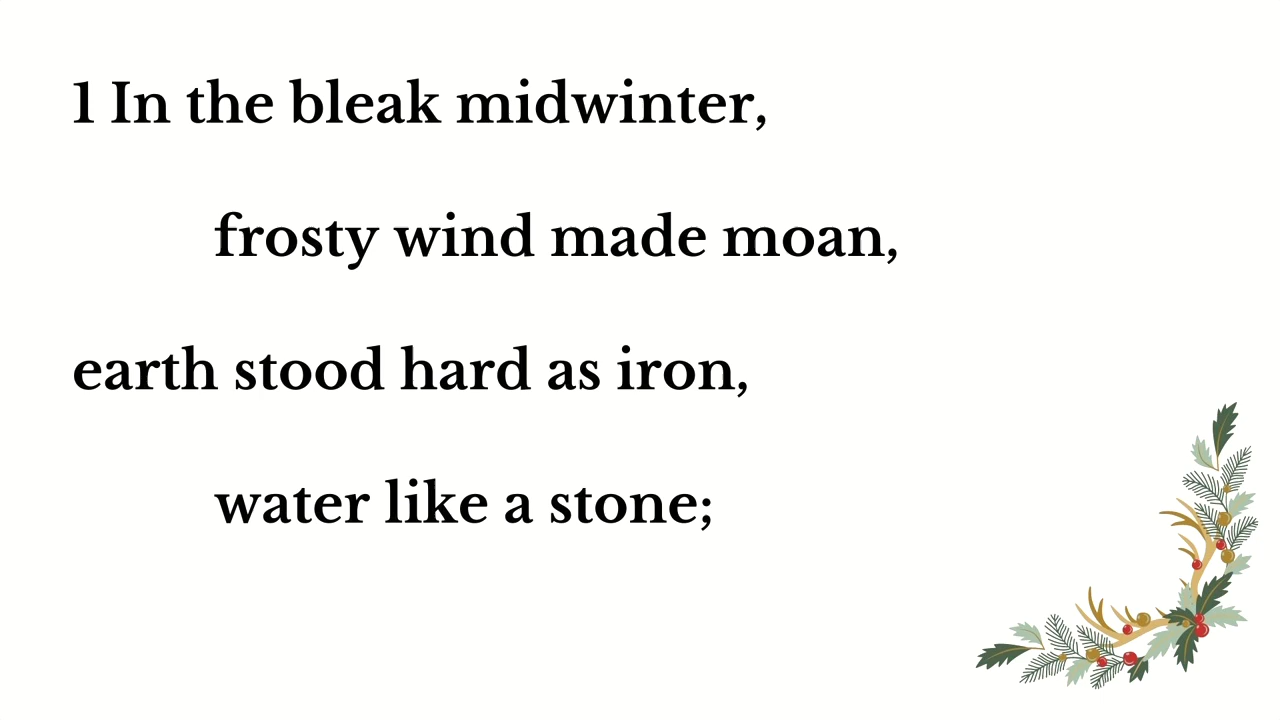 1 In the bleak midwinter,
frosty wind made moan,
earth stood hard as iron,
water like a stone;